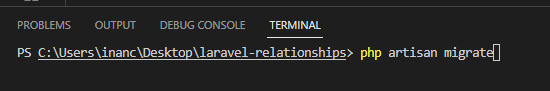 PROBLEMS OUTPUT DEBUG CONSOLE TERMINAL
PS C:\Users\inanc\Desktop\laravel-relationships> php artisan migrate